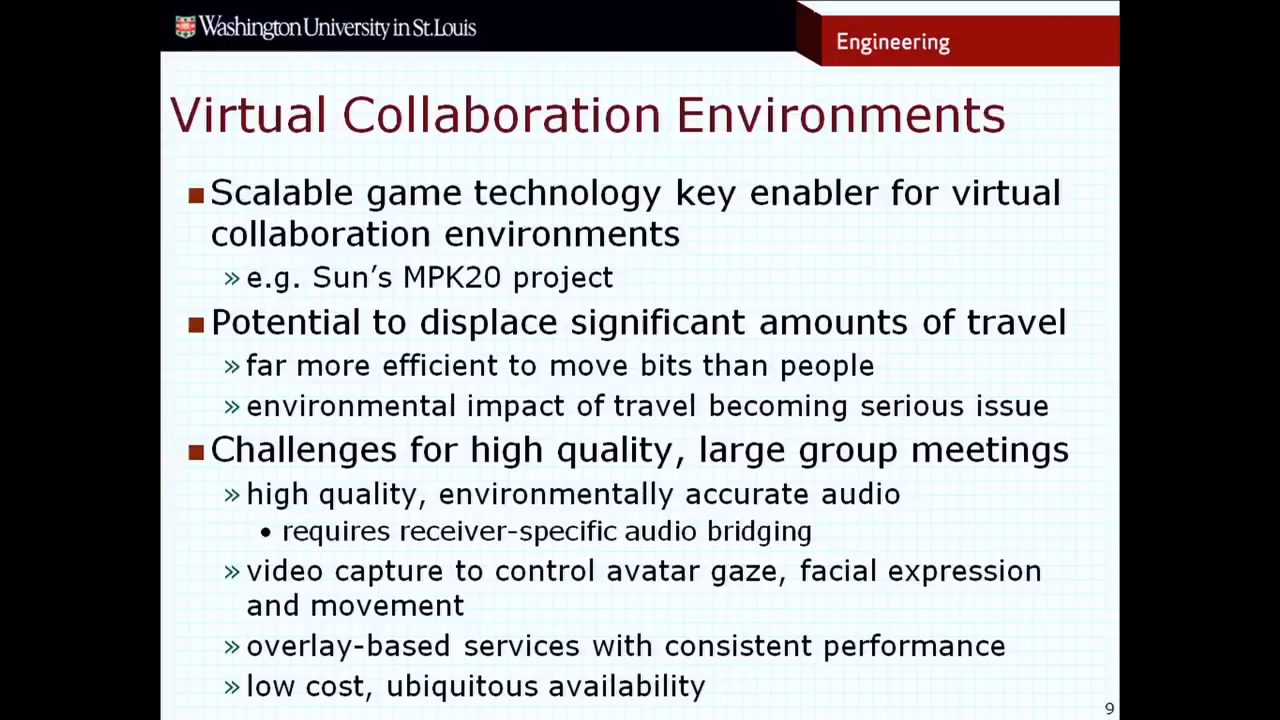 Washington University in St.Louis
Engineering
Virtual Collaboration Environments
■ Scalable game technology key enabler for virtual
collaboration environments
» e.g. Sun's MPK20 project
■ Potential to displace significant amounts of travel
» far more efficient to move bits than people
» environmental impact of travel becoming serious issue
■ Challenges for high quality, large group meetings
» high quality, environmentally accurate audio
• requires receiver-specific audio bridging
» video capture to control avatar gaze, facial expression
and movement
» overlay-based services with consistent performance
» low cost, ubiquitous availability
9